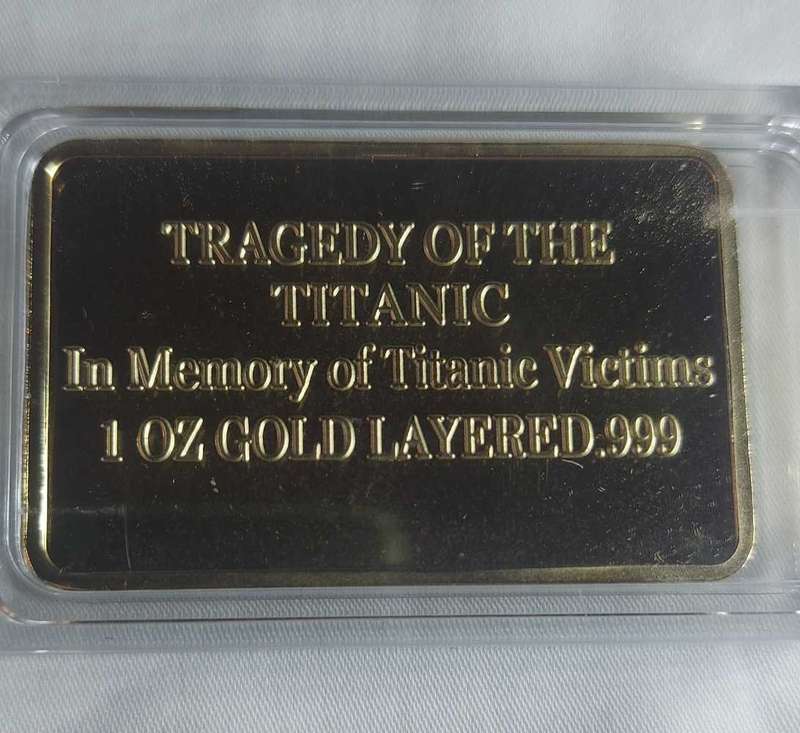 TRAGEDY OF THE
TITANIC
In Memory of Titanic Victims
1 OZ GOLD LAYERED.999